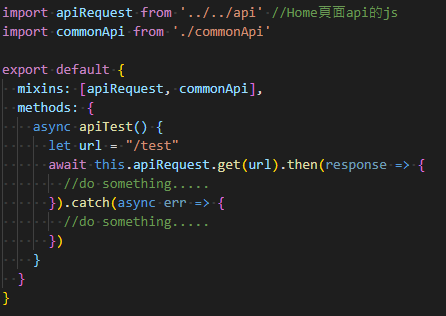 import apiRequest from '../../api' //Home頁面api的js
import commonApi from './commonApi'
export default {
mixins: [apiRequest, commonApi],
methods: {
async apiTest() {
let url = "/test"
await this.apiRequest.get(url).then(response => {
//do something.....
}).catch(async err => {
//do something.....
})
}
}
}